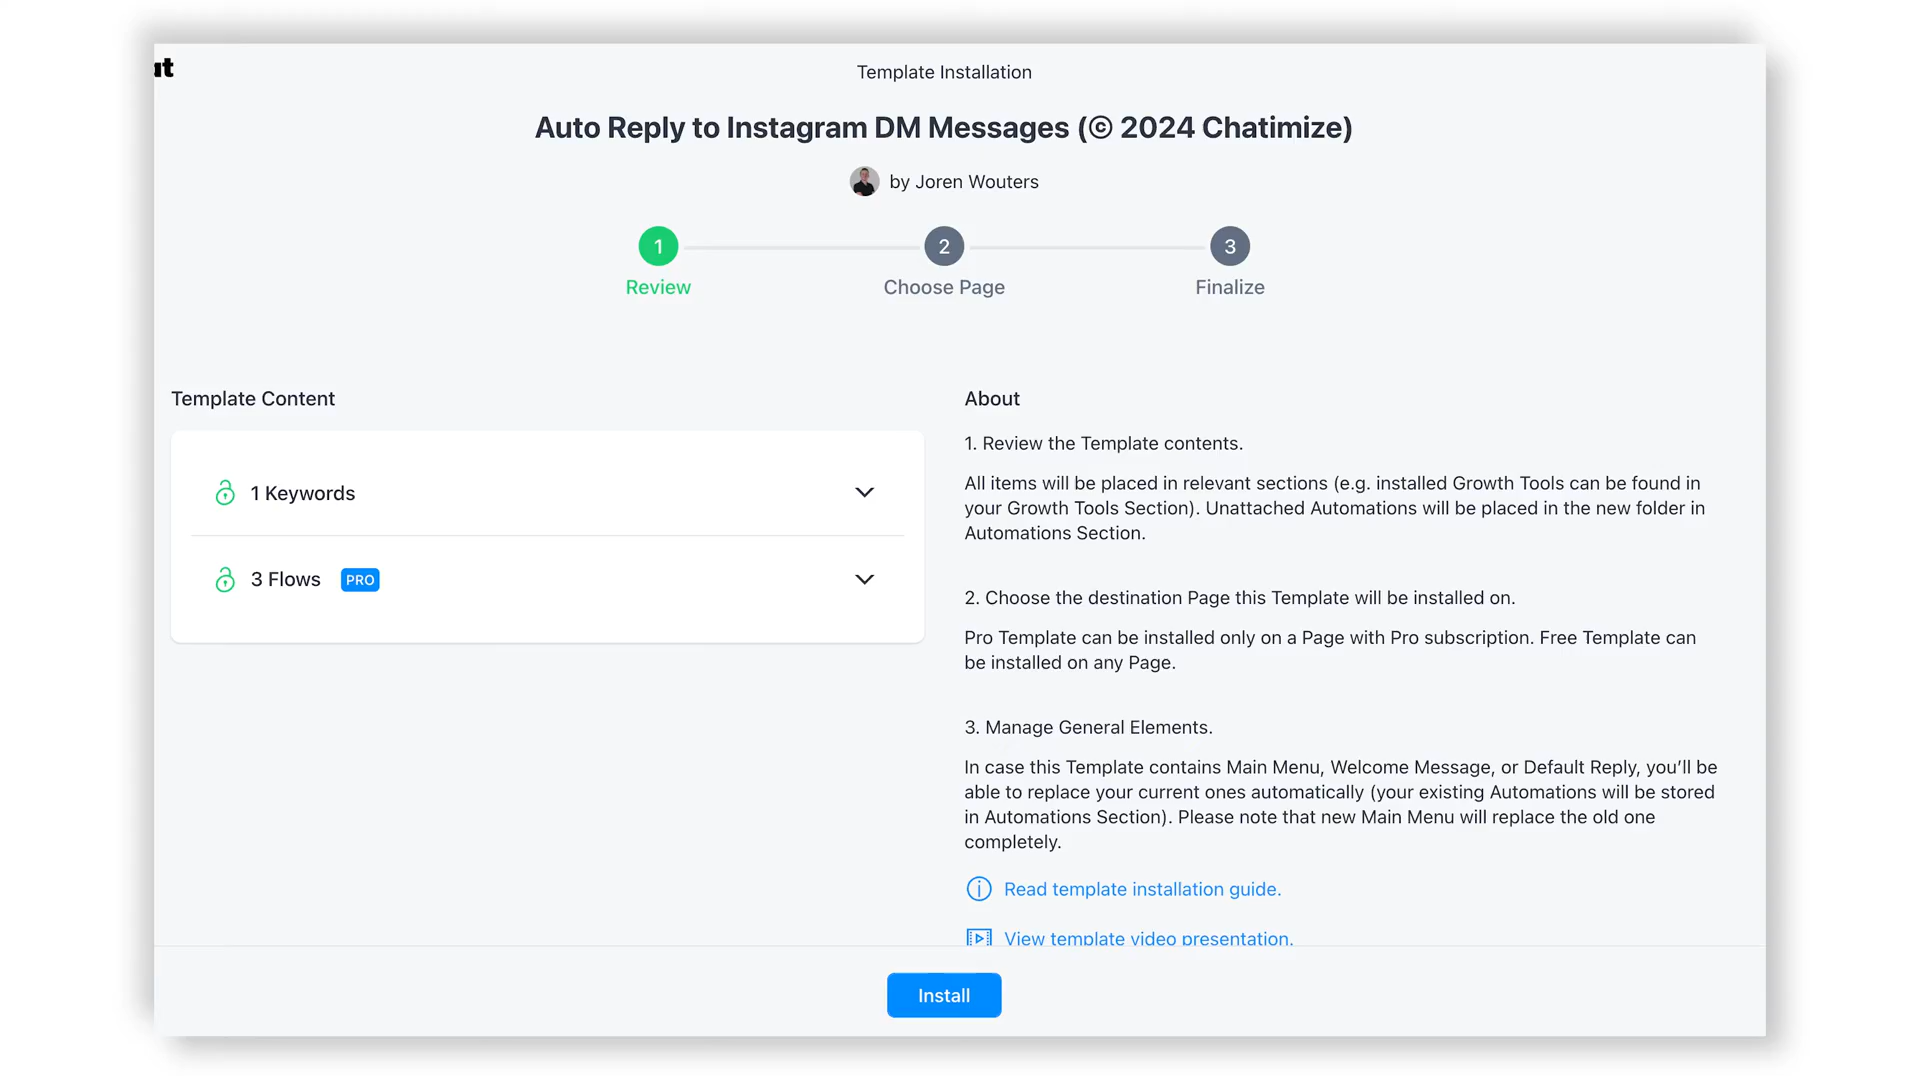 Template Installation
Auto Reply to Instagram DM Messages (© 2024 Chatimize)
by Joren Wouters
1
2
3
Review
Choose Page
Finalize
Template Content
1 Keywords
3 Flows PRO
About
1. Review the Template contents.
All items will be placed in relevant sections (e.g. installed Growth Tools can be found in
your Growth Tools Section). Unattached Automations will be placed in the new folder in
Automations Section.
2. Choose the destination Page this Template will be installed on.
Pro Template can be installed only on a Page with Pro subscription. Free Template can
be installed on any Page.
3. Manage General Elements.
In case this Template contains Main Menu, Welcome Message, or Default Reply, you’ll be
able to replace your current ones automatically (your existing Automations will be stored
in Automations Section). Please note that new Main Menu will replace the old one
completely.
Read template installation guide.
View template video presentation.
Install